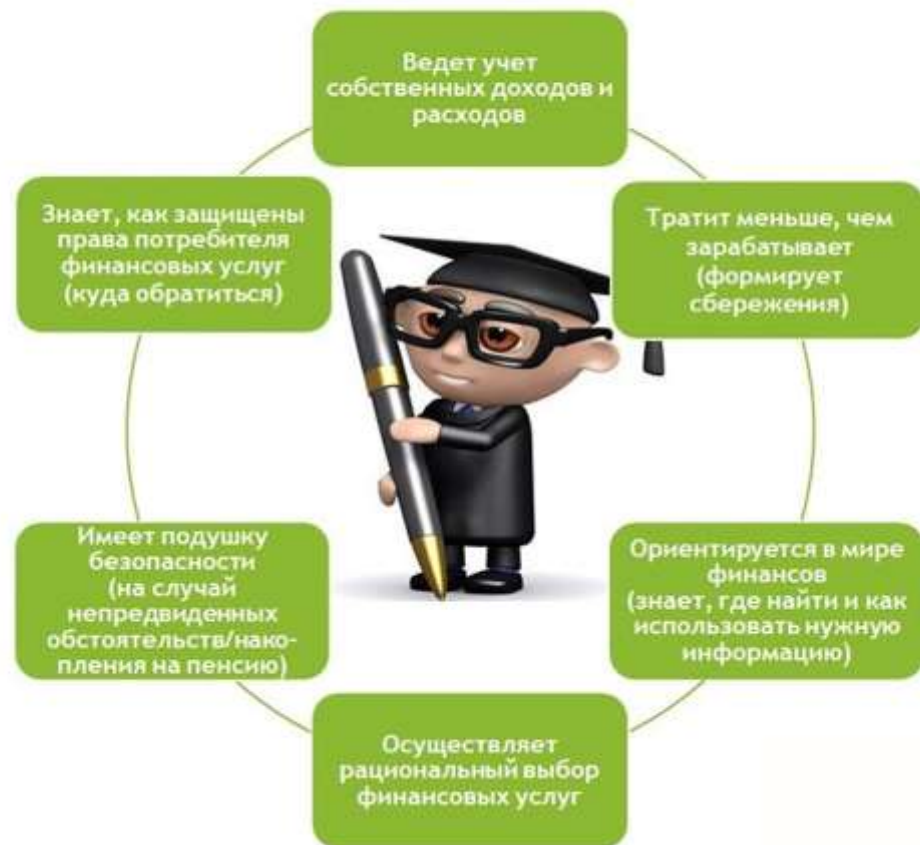 Ведет учет
собственных доходов и
расходов
Тратит меньше, чем
зарабатывает
(формирует
сбережения)
Ориентируется в мире
финансов
(знает, где найти и как
использовать нужную
информацию)
Осуществляет
рациональный выбор
финансовых услуг
Имеет подушку
безопасности
(на случай
непредвиденных
обстоятельств/нако-
пления на пенсию)
Знает, как защищены
права потребителя
финансовых услуг
(куда обратиться)